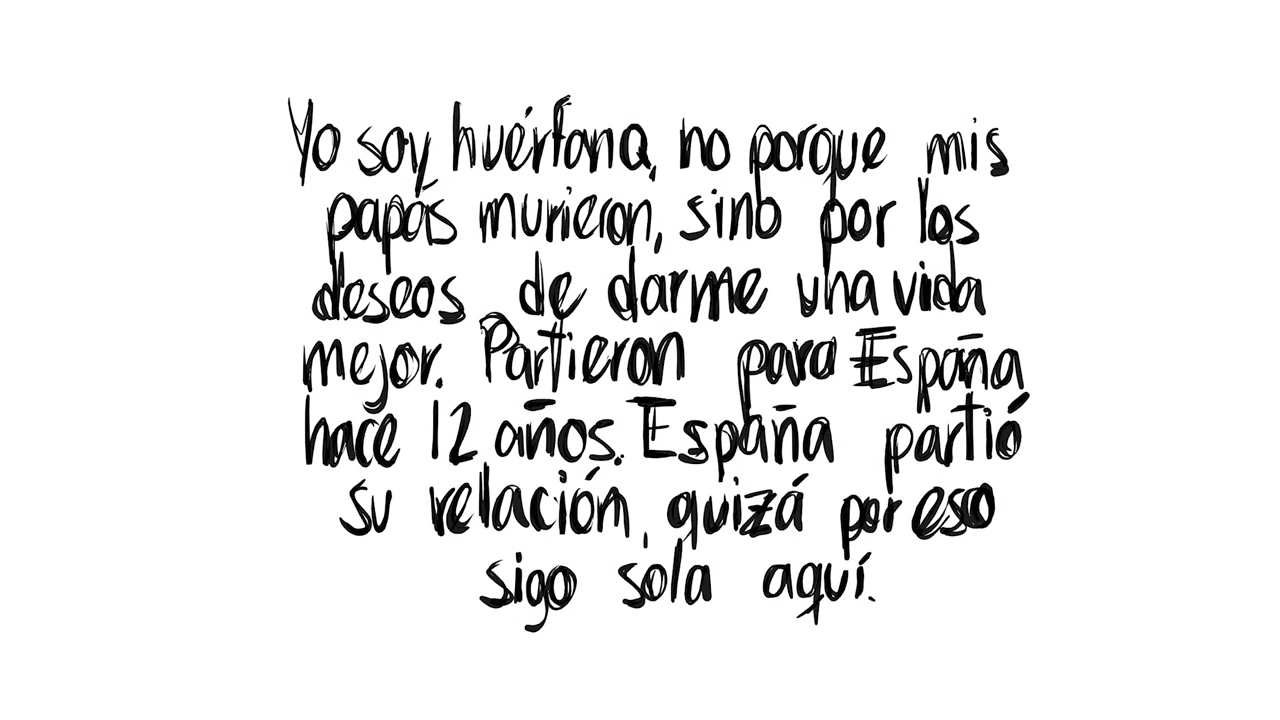 Yo soy huérfana, no porque mis
papás murieron, sino por los
deseos de darme una vida
mejor. Partieron para España
hace 12 años. España partió
su relación, quizá por eso
sigo sola aquí.